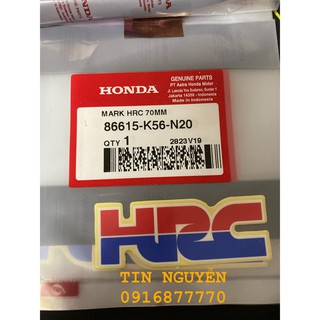 HONDA
GENUINE PARTS
PT Astra Honda Motor
Jakarta 14350 - Indonesia
Made in Indonesia
MARK HRC 70MM
86615-K56-N20
QTY 1
2823V19
HRC
TIN NGUYỄN
0916877770